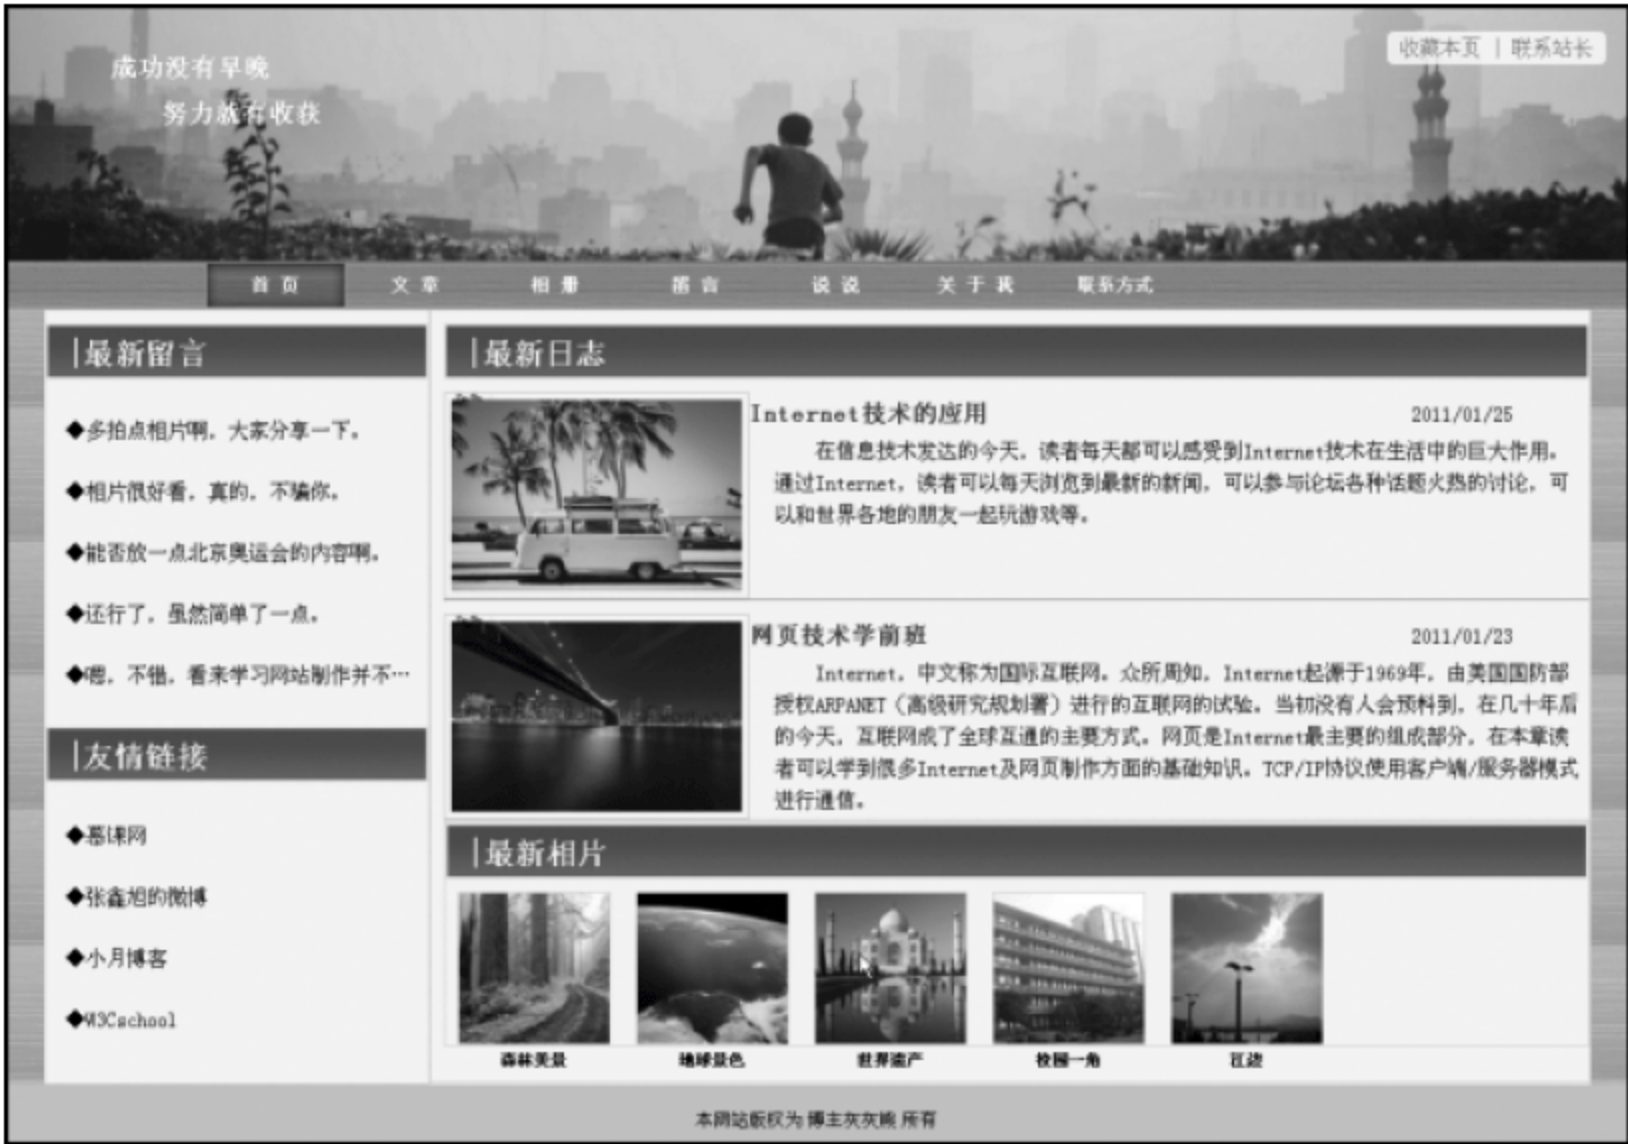 成功没有早晚
努力就有收获
收藏本页 | 联系站长
首 页 文 章 相 册 留 言 说 说 关 于 我 联系方式
|最新留言
◆多拍点相片啊，大家分享一下。
◆相片很好看，真的，不骗你。
◆能否放一点北京奥运会的内容啊。
◆还行了，虽然简单了一点。
◆嗯，不错，看来学习网站制作并不…
|友情链接
◆慕课网
◆张鑫旭的微博
◆小月博客
◆W3Cschool
|最新日志
Internet技术的应用 2011/01/25
在信息技术发达的今天，读者每天都可以感受到Internet技术在生活中的巨大作用。
通过Internet，读者可以每天浏览到最新的新闻，可以参与论坛各种话题火热的讨论，可
以和世界各地的朋友一起玩游戏等。
网页技术学前班 2011/01/23
Internet，中文称为国际互联网。众所周知，Internet起源于1969年，由美国国防部
授权ARPANET（高级研究规划署）进行的互联网的试验。当初没有人会预料到，在几十年后
的今天，互联网成了全球互通的主要方式。网页是Internet最主要的组成部分，在本章读
者可以学到很多Internet及网页制作方面的基础知识。TCP/IP协议使用客户端/服务器模式
进行通信。
|最新相片
森林美景 地球景色 世界遗产 校园一角 江边
本网站版权为 博主灰灰熊 所有